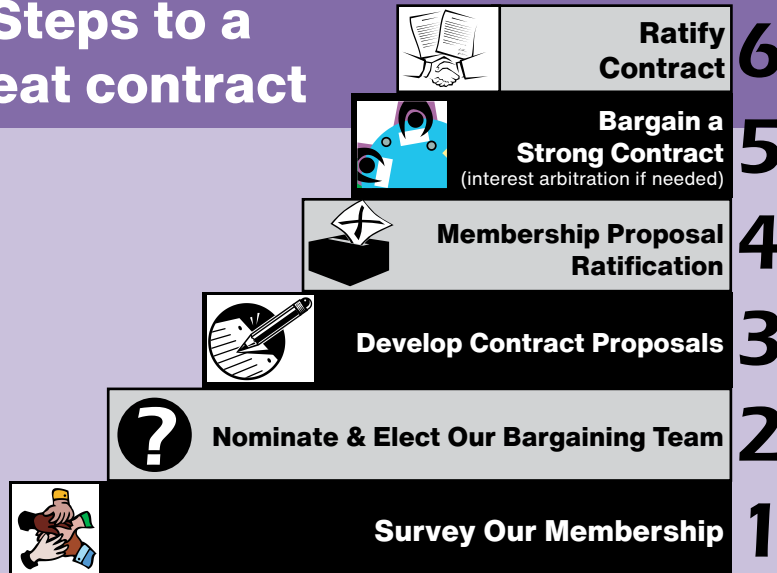 Steps to a
eat contract
Ratify
Contract
6
Bargain a
Strong Contract
(interest arbitration if needed)
5
Membership Proposal
Ratification
4
Develop Contract Proposals
3
?
Nominate & Elect Our Bargaining Team
2
Survey Our Membership
1